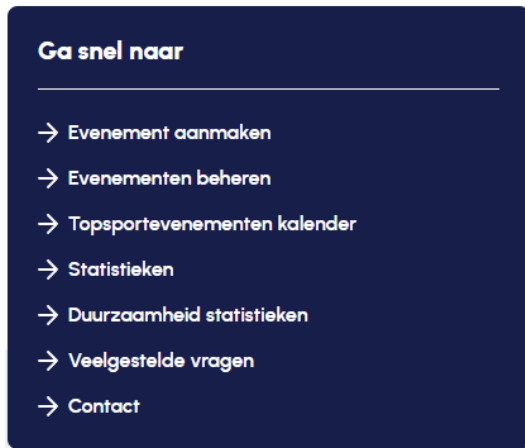 Ga snel naar
Evenement aanmaken
Evenementen beheren
Topsportevenementen kalender
Statistieken
Duurzaamheid statistieken
Veelgestelde vragen
Contact